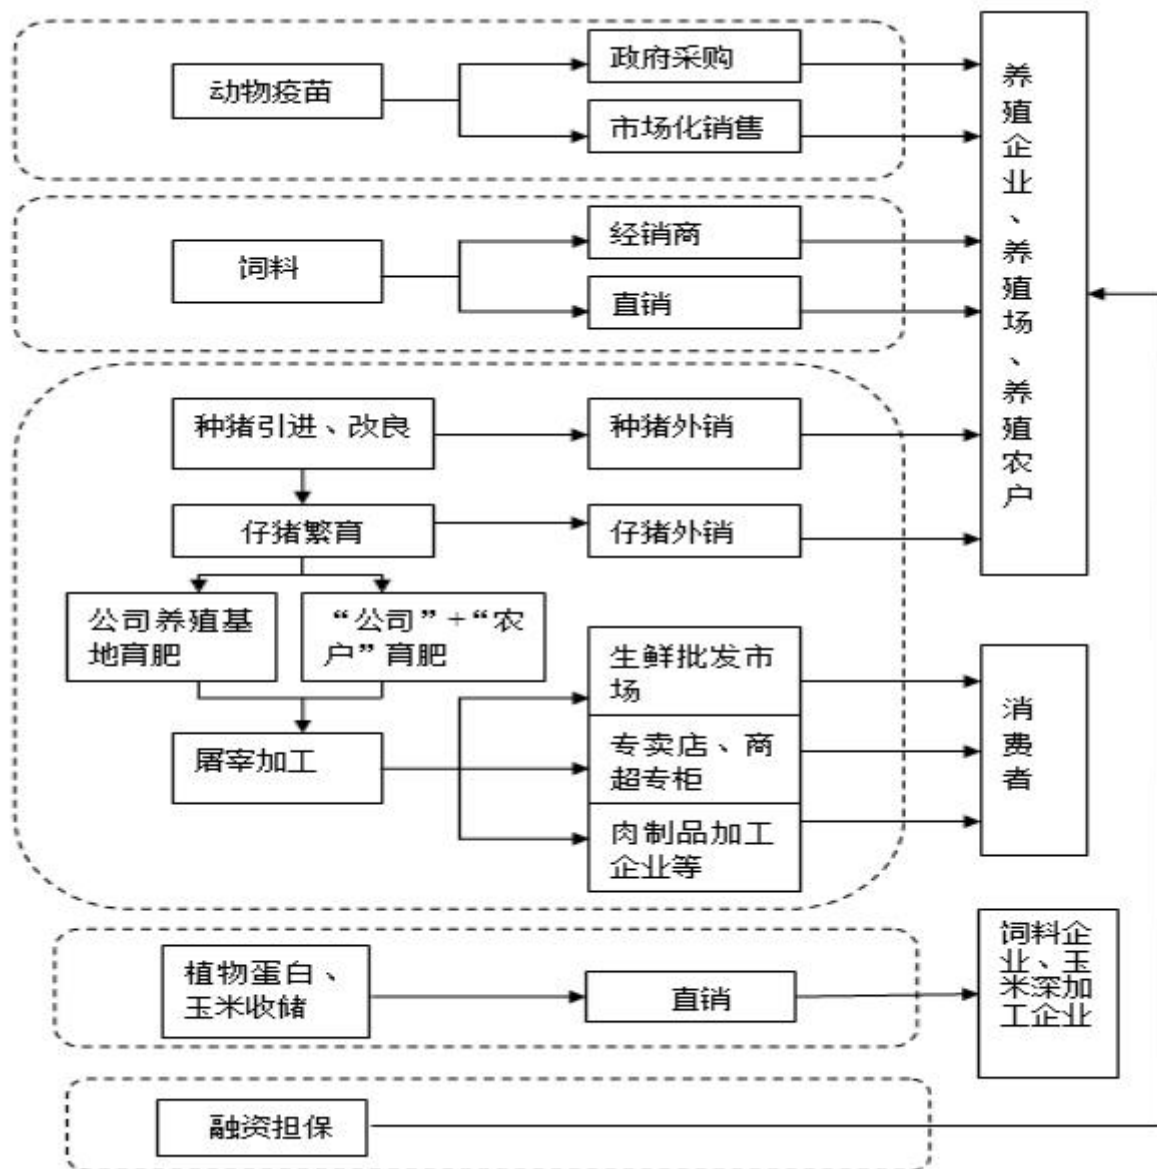 动物疫苗
政府采购
市场化销售
养殖企业、养殖场、养殖农户
饲料
经销商
直销
种猪引进、改良
种猪外销
仔猪繁育
仔猪外销
公司养殖基
地育肥
“公司”+“农
户”育肥
屠宰加工
生鲜批发市
场
专卖店、商
超专柜
肉制品加工
企业等
消费者
植物蛋白、
玉米收储
直销
饲料企
业、玉
米深加
工企业
融资担保